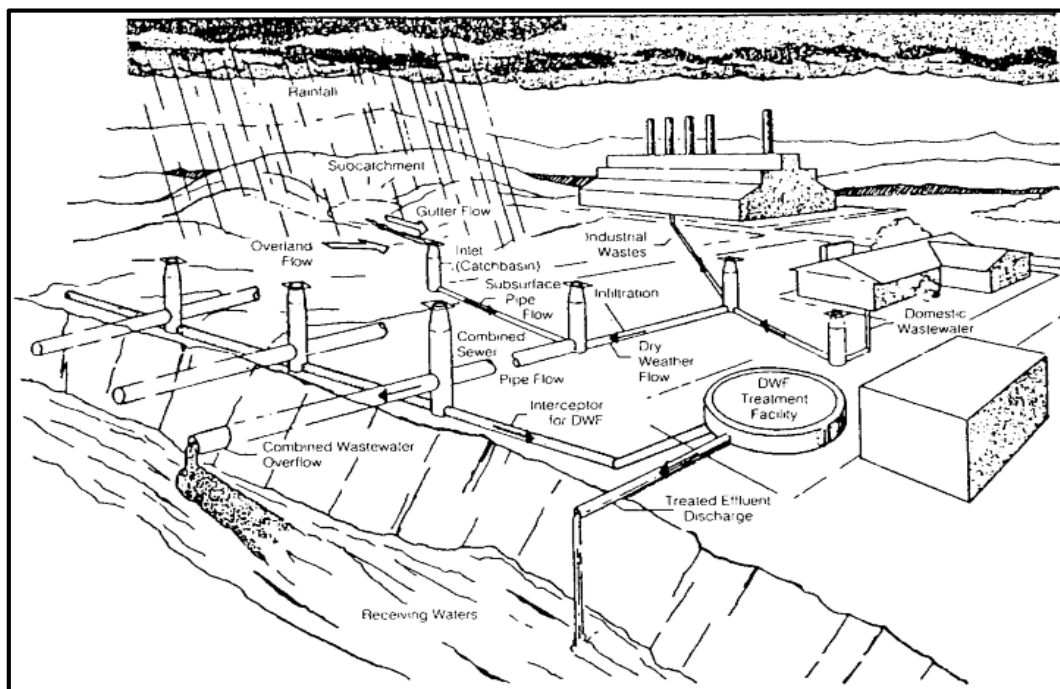 Rainfall
Subcatchment
Gutter Flow
Overland
Flow
Inlet
(Catchbasin)
Subsurface
Pipe
Flow
Industrial
Wastes
Infiltration
Domestic
Wastewater
Combined
Sewer
Pipe Flow
Dry
Weather
Flow
DWF
Treatment
Facility
Interceptor
for DWF
Combined Wastewater
Overflow
Treated Effluent
Discharge
Receiving Waters